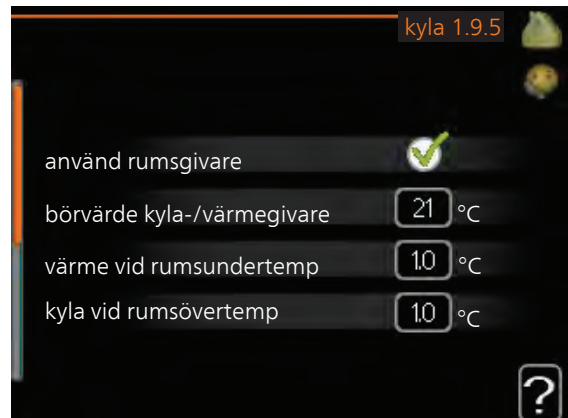 kyla 1.9.5
använd rumsgivare
börvärde kyla-/värmegivare 21 °C
värme vid rumsundertemp 1.0 °C
kyla vid rumsövertemp 1.0 °C
?